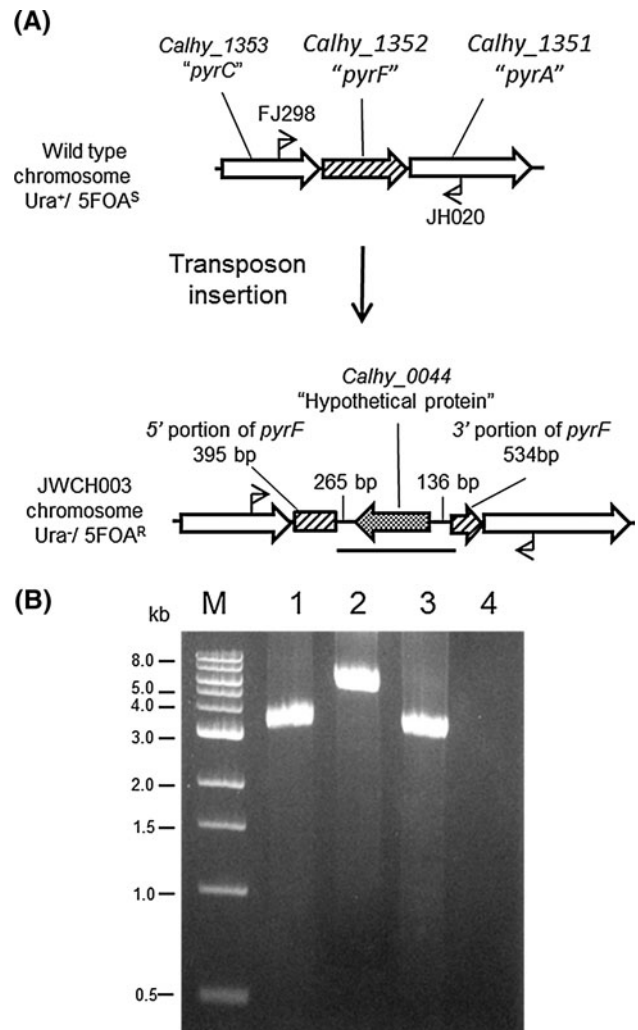 (A)
Calhy_1353
"pyrC"
Calhy_1352
"pyrF"
Calhy_1351
"pyrA"
FJ298
Wild type
chromosome
Ura⁺/ 5FOAˢ
JH020
Transposon
insertion
Calhy_0044
"Hypothetical protein"
5' portion of pyrF
395 bp
3' portion of pyrF
534bp
265 bp
136 bp
JWCH003
chromosome
Ura⁻/ 5FOAᴿ
(B)
kb
M
1
2
3
4
8.0
5.0
4.0
3.0
2.0
1.5
1.0
0.5